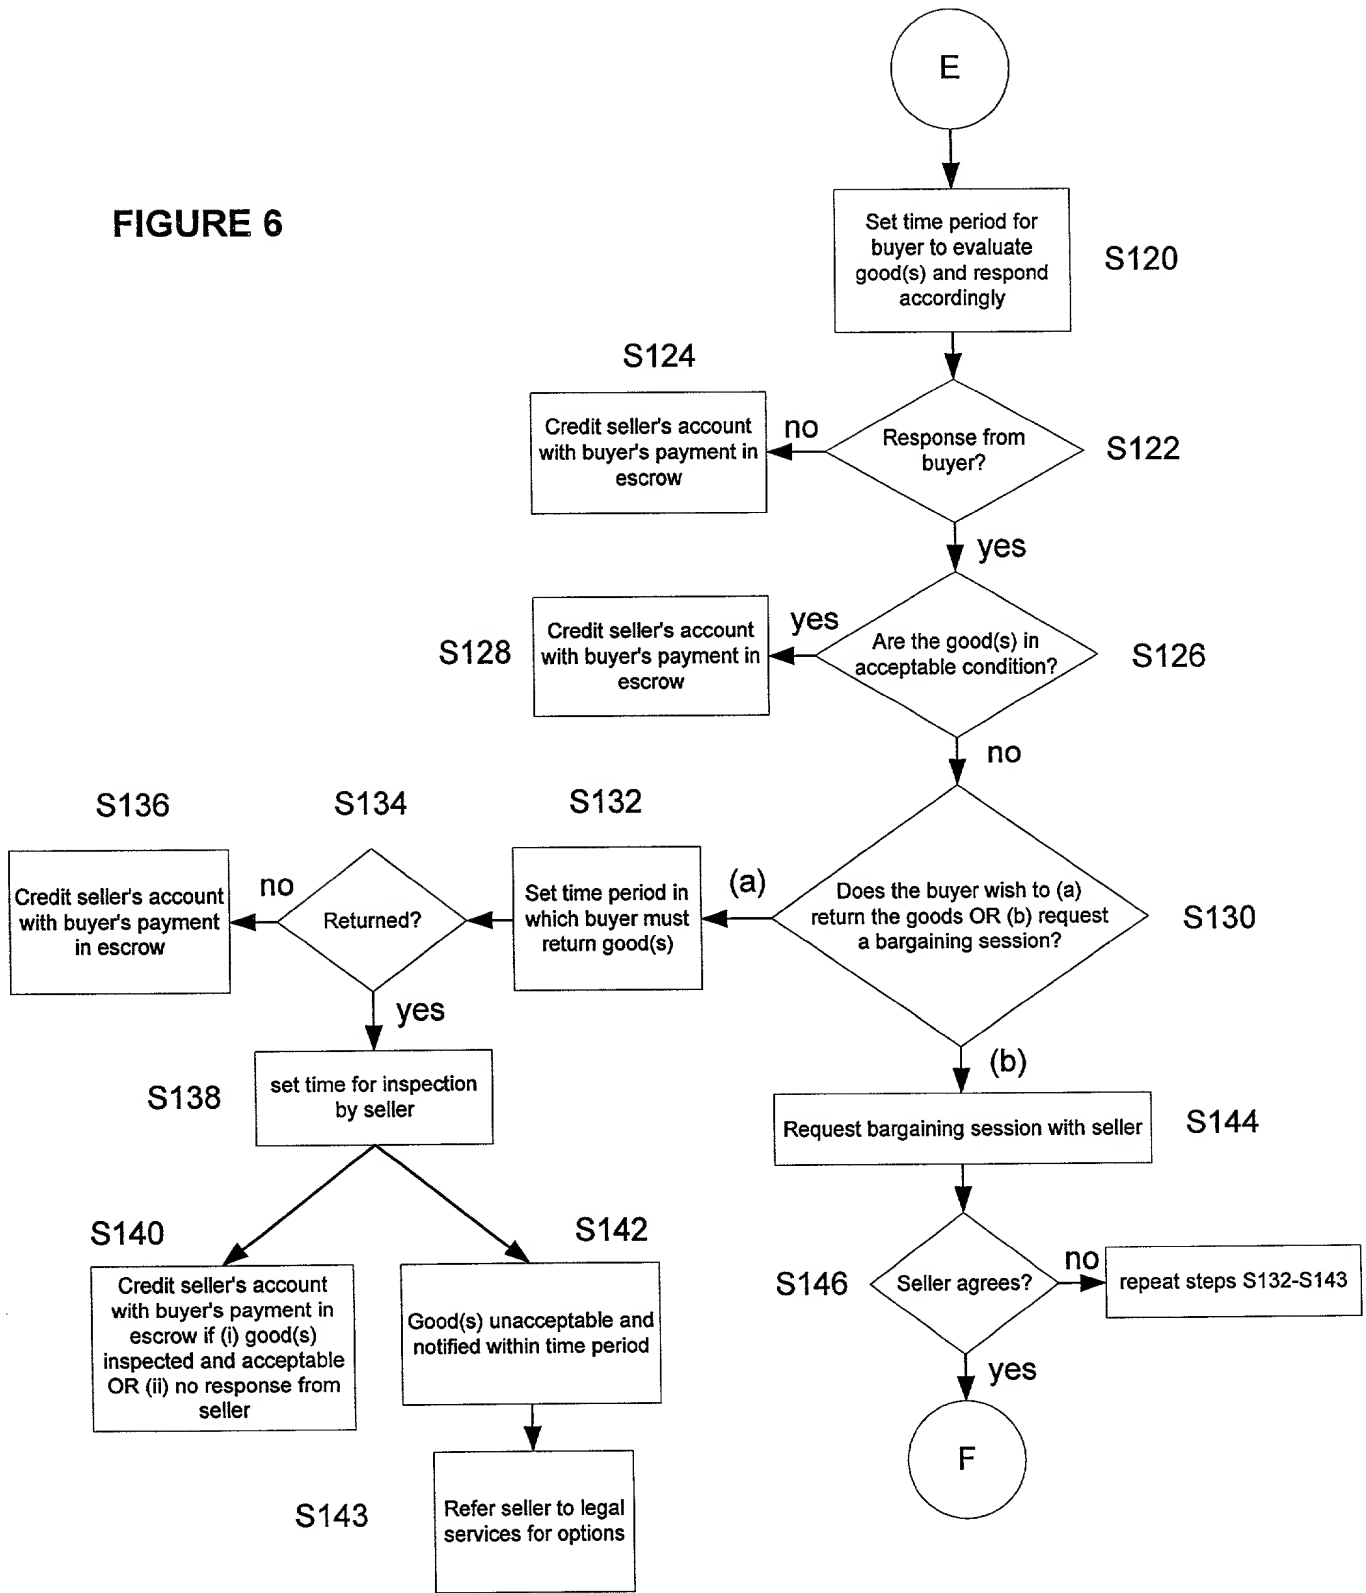 E
FIGURE 6
Set time period for
buyer to evaluate
good(s) and respond
accordingly
S120
S124
Credit seller's account
with buyer's payment in
escrow
no
Response from
buyer?
S122
yes
S128
Credit seller's account
with buyer's payment in
escrow
yes
Are the good(s) in
acceptable condition?
S126
no
S136
S134
S132
Credit seller's account
with buyer's payment
in escrow
no
Returned?
Set time period in
which buyer must
return good(s)
(a)
Does the buyer wish to (a)
return the goods OR (b) request
a bargaining session?
S130
yes
(b)
S138
set time for inspection
by seller
Request bargaining session with seller
S144
S140
S142
Credit seller's account
with buyer's payment in
escrow if (i) good(s)
inspected and acceptable
OR (ii) no response from
seller
Good(s) unacceptable and
notified within time period
S146
Seller agrees?
no
repeat steps S132-S143
yes
F
S143
Refer seller to legal
services for options